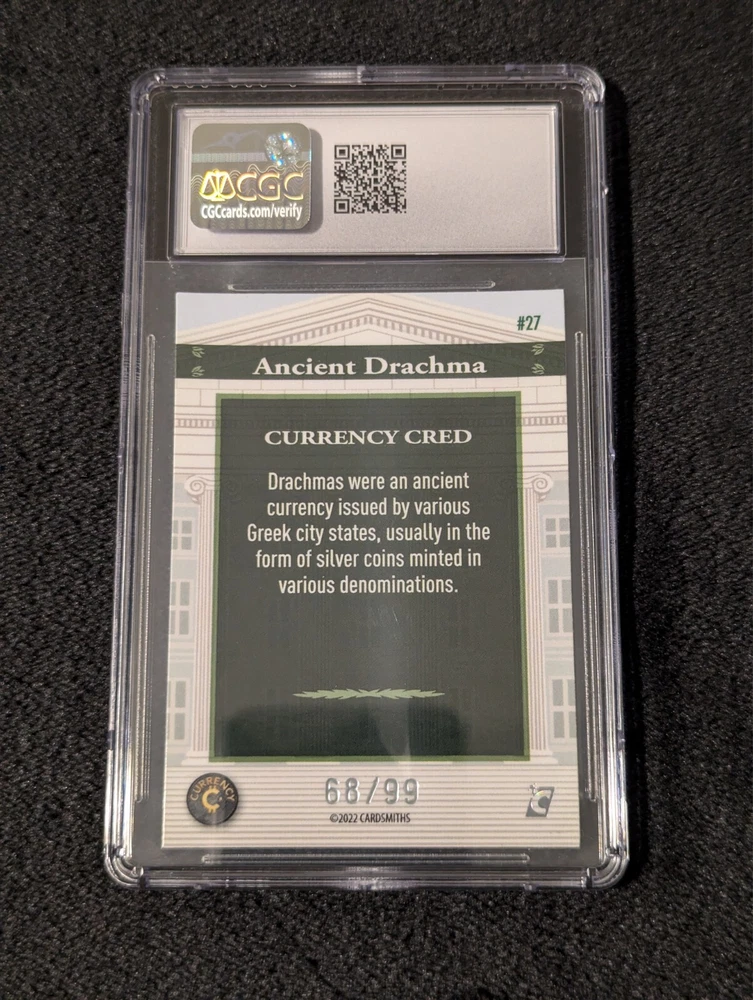 CGC
CGCcards.com/verify
#27
Ancient Drachma
CURRENCY CRED
Drachmas were an ancient
currency issued by various
Greek city states, usually in the
form of silver coins minted in
various denominations.
CURRENCY
68/99
©2022 CARDSMITHS